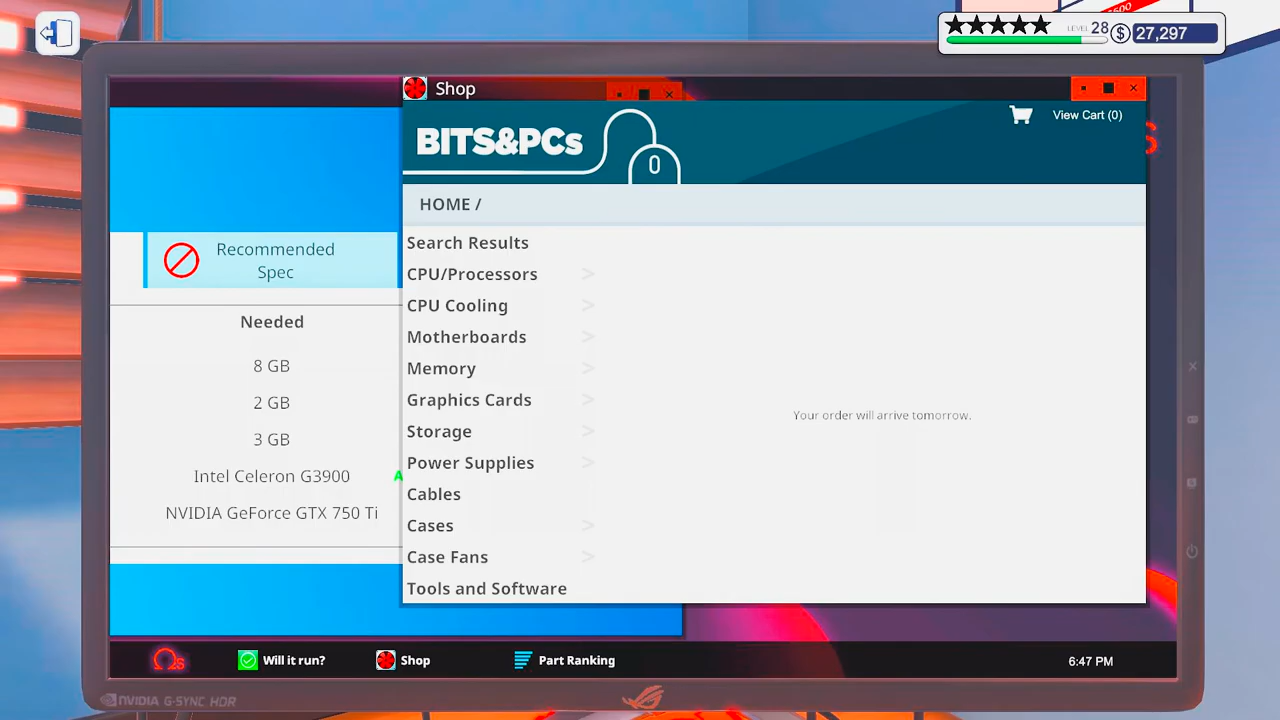 LEVEL 28 $ 27,297
Shop
View Cart (0)
BITS&PCs
HOME /
Search Results
CPU/Processors >
CPU Cooling >
Motherboards >
Memory >
Graphics Cards >
Storage >
Power Supplies >
Cables
Cases >
Case Fans >
Tools and Software
Your order will arrive tomorrow.
Recommended
Spec
Needed
8 GB
2 GB
3 GB
Intel Celeron G3900
NVIDIA GeForce GTX 750 Ti
Will it run?
Shop
Part Ranking
6:47 PM
NVIDIA G-SYNC HDR